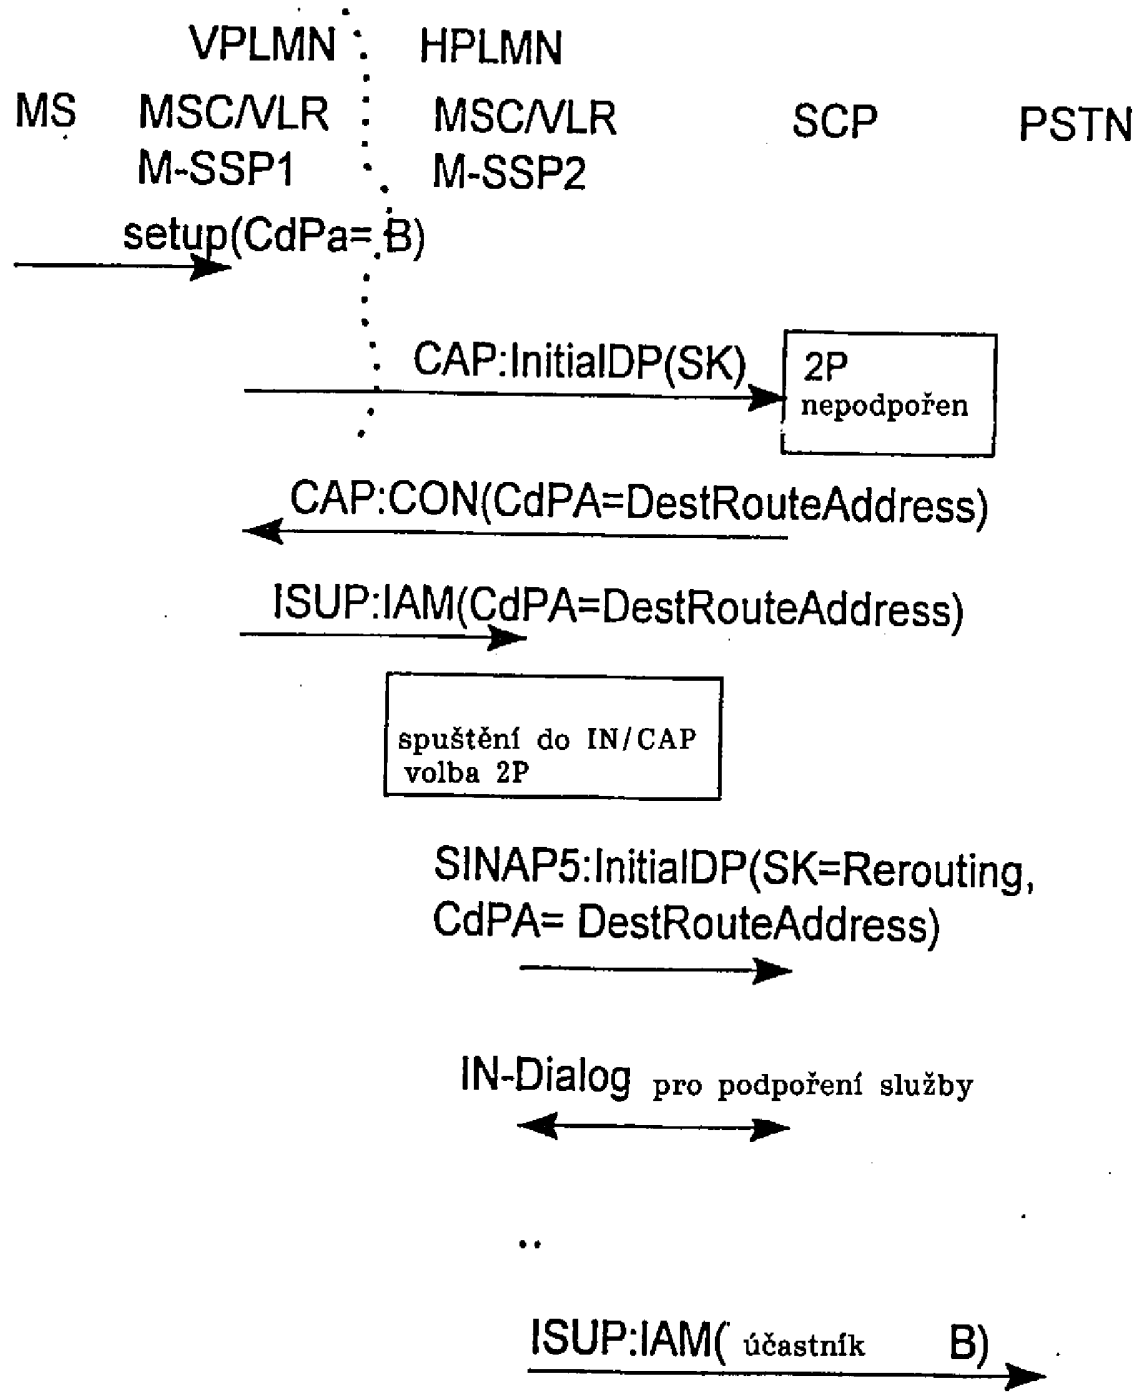 VPLMN HPLMN
MS MSC/VLR MSC/VLR SCP PSTN
M-SSP1 M-SSP2
setup(CdPa= B)
CAP:InitialDP(SK)
2P
nepodpořen
CAP:CON(CdPA=DestRouteAddress)
ISUP:IAM(CdPA=DestRouteAddress)
spuštění do IN/CAP
volba 2P
SINAP5:InitialDP(SK=Rerouting,
CdPA= DestRouteAddress)
IN-Dialog pro podpoření služby
..
ISUP:IAM( účastník B)